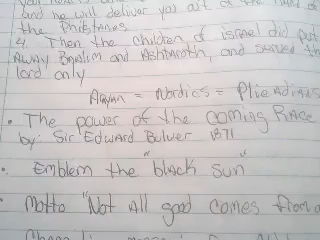 and he will deliver you out of the hand of
the Philistines
4 Then the children of israel did put
AWAY BAalim and Ashtaroth, and served the
lord only
Aryan = Nordics = Plieadians
• The power of the coming Race
by: Sir Edward Bulwer 1871
• Emblem the "black sun"
• Motto "Not All good comes from a